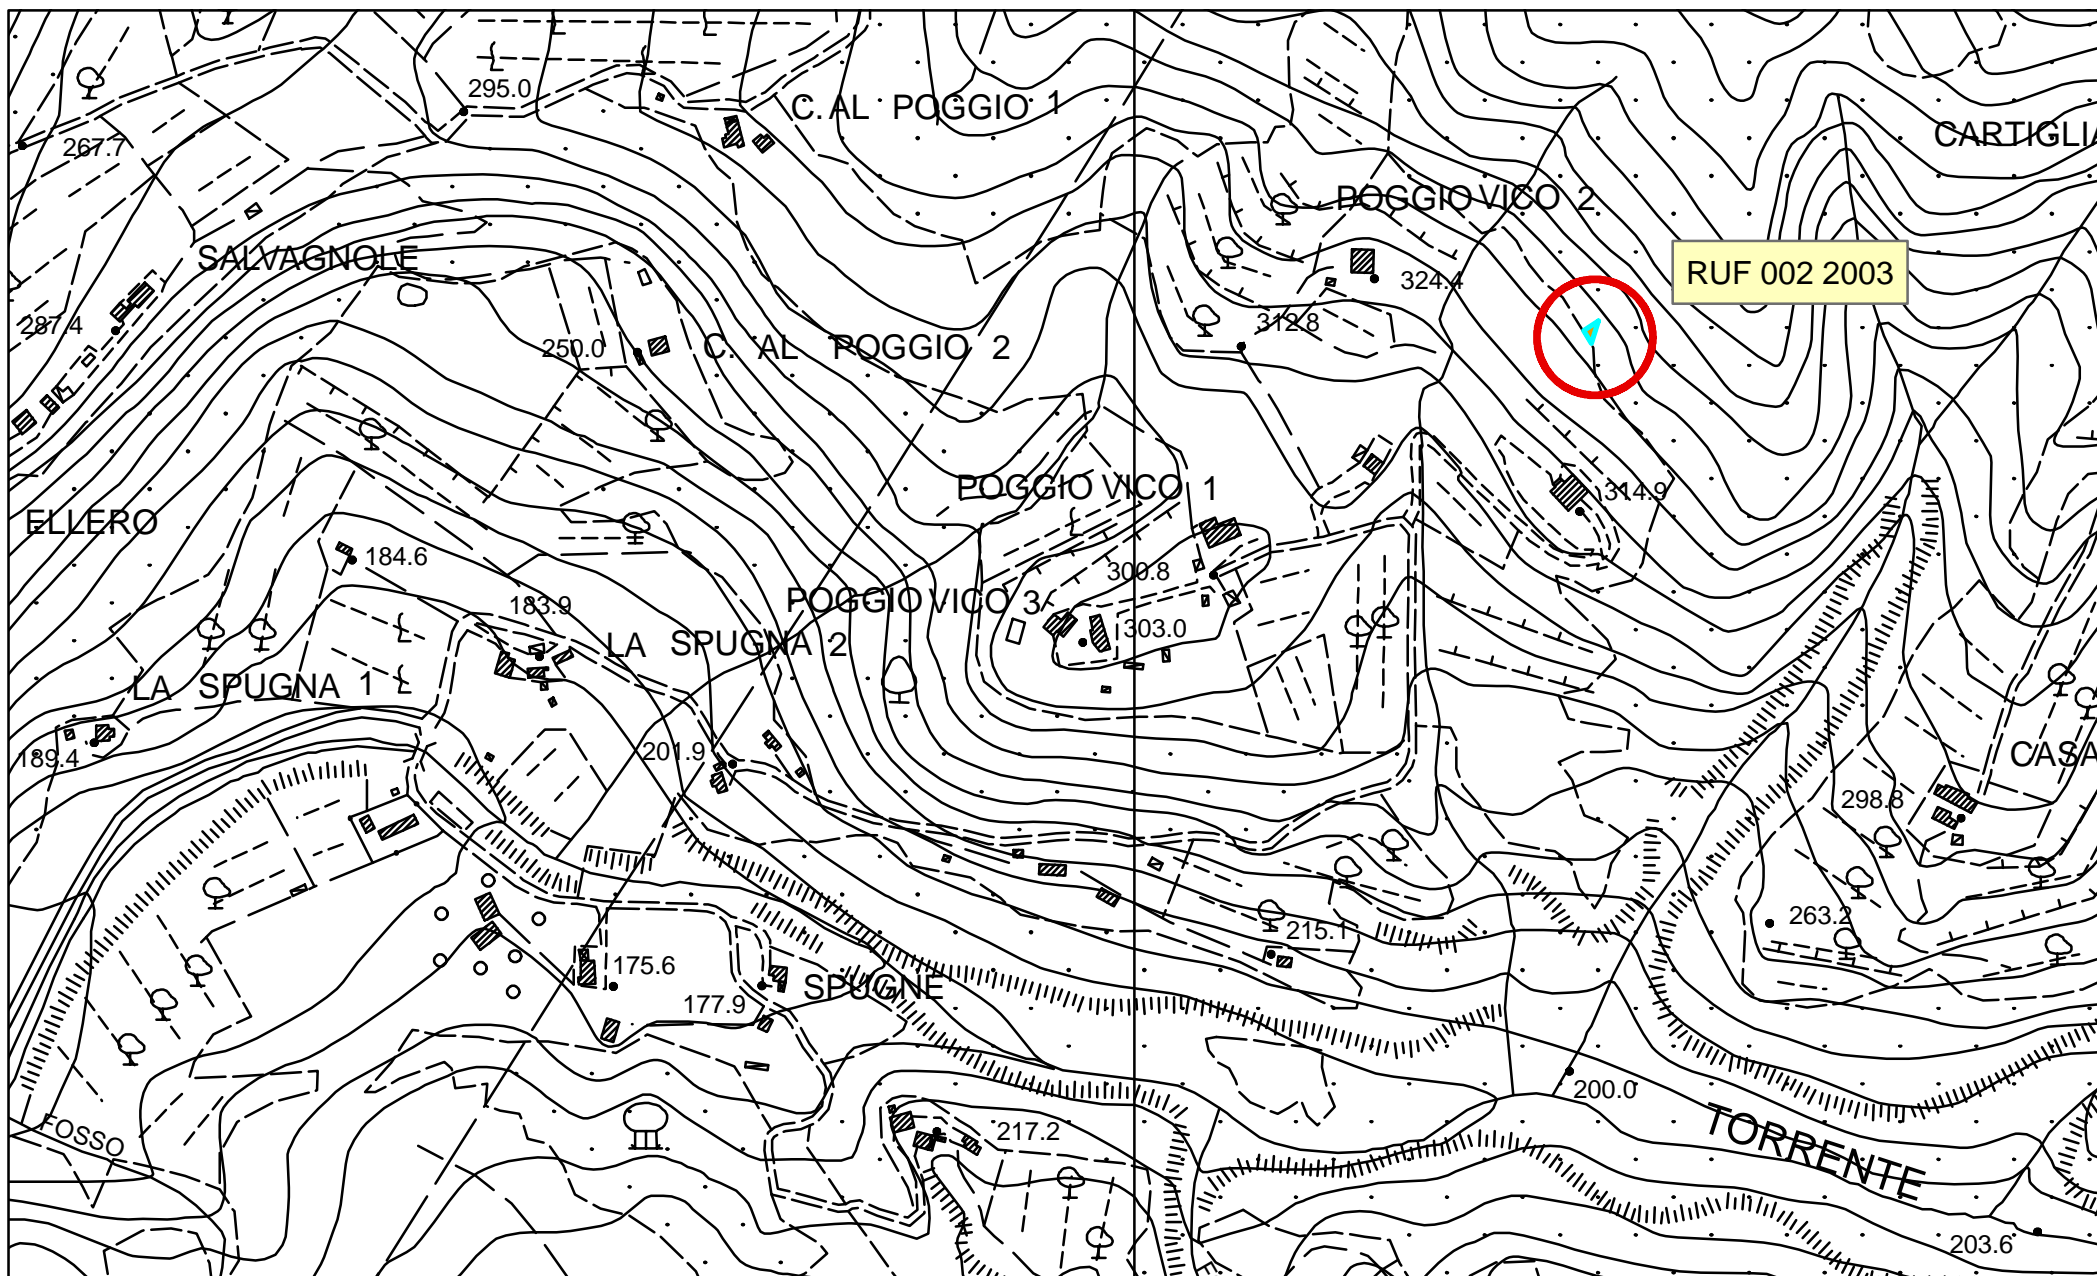 295.0
C. AL POGGIO 1
267.7
CARTIGLIA
POGGIO VICO 2
SALVAGNOLE
RUF 002 2003
324.4
287.4
312.8
250.0
C. AL POGGIO 2
POGGIO VICO 1
314.9
ELLERO
184.6
300.8
183.9
POGGIO VICO 3
303.0
LA SPUGNA 2
LA SPUGNA 1
189.4
201.9
CASA
298.8
263.2
215.1
175.6
177.9
SPUGNE
200.0
FOSSO
217.2
TORRENTE
203.6